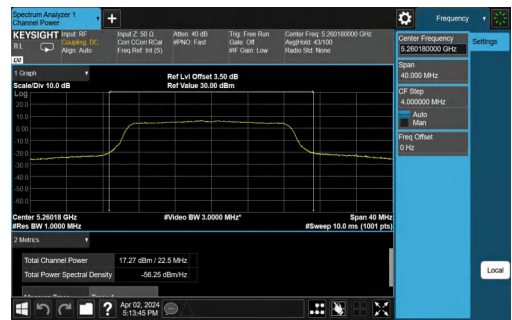 Spectrum Analyzer 1
Channel Power
Frequency
KEYSIGHT
RL
LXI
Input: RF
Coupling: DC
Align: Auto
Input Z: 50 Ω
Corr CCorr RCal
Freq Ref: Int (S)
Atten: 40 dB
#PNO: Fast
Trig: Free Run
Gate: Off
#IF Gain: Low
Center Freq: 5.260180000 GHz
Avg|Hold: 43/100
Radio Std: None
Center Frequency
5.260180000 GHz
Settings
Span
40.000 MHz
CF Step
4.000000 MHz
Auto
Man
Freq Offset
0 Hz
1 Graph
Scale/Div 10.0 dB
Ref Lvl Offset 3.50 dB
Ref Value 30.00 dBm
Log
20.0
10.0
0.00
-10.0
-20.0
-30.0
-40.0
-50.0
-60.0
Center 5.26018 GHz
#Video BW 3.0000 MHz*
Span 40 MHz
#Res BW 1.0000 MHz
#Sweep 10.0 ms (1001 pts)
2 Metrics
Total Channel Power
17.27 dBm / 22.5 MHz
Total Power Spectral Density
-56.25 dBm/Hz
Local
?
Apr 02, 2024
5:13:45 PM